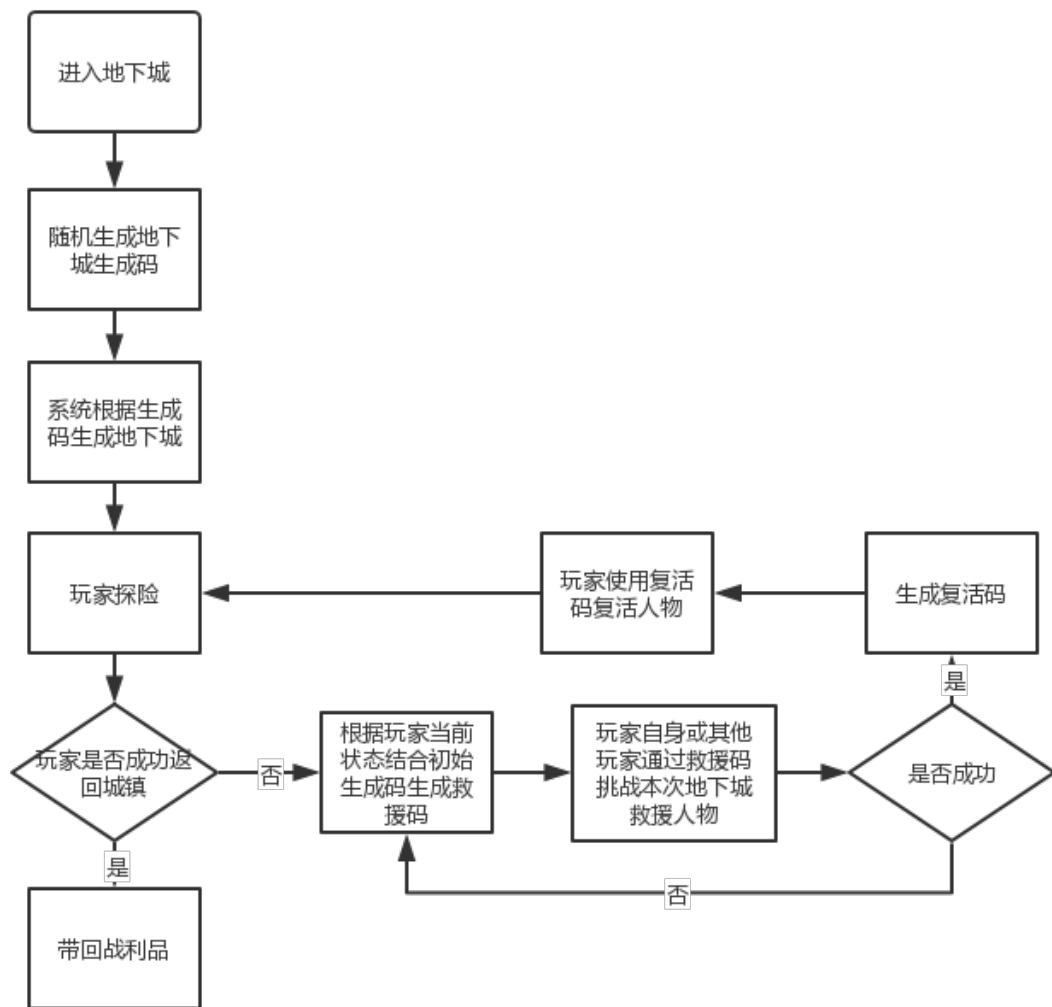 进入地下城
随机生成地下
城生成码
系统根据生成
码生成地下城
玩家探险
玩家使用复活
码复活人物
生成复活码
是
玩家是否成功返
回城镇
否
根据玩家当前
状态结合初始
生成码生成救
援码
玩家自身或其他
玩家通过救援码
挑战本次地下城
救援人物
是否成功
是
否
带回战利品